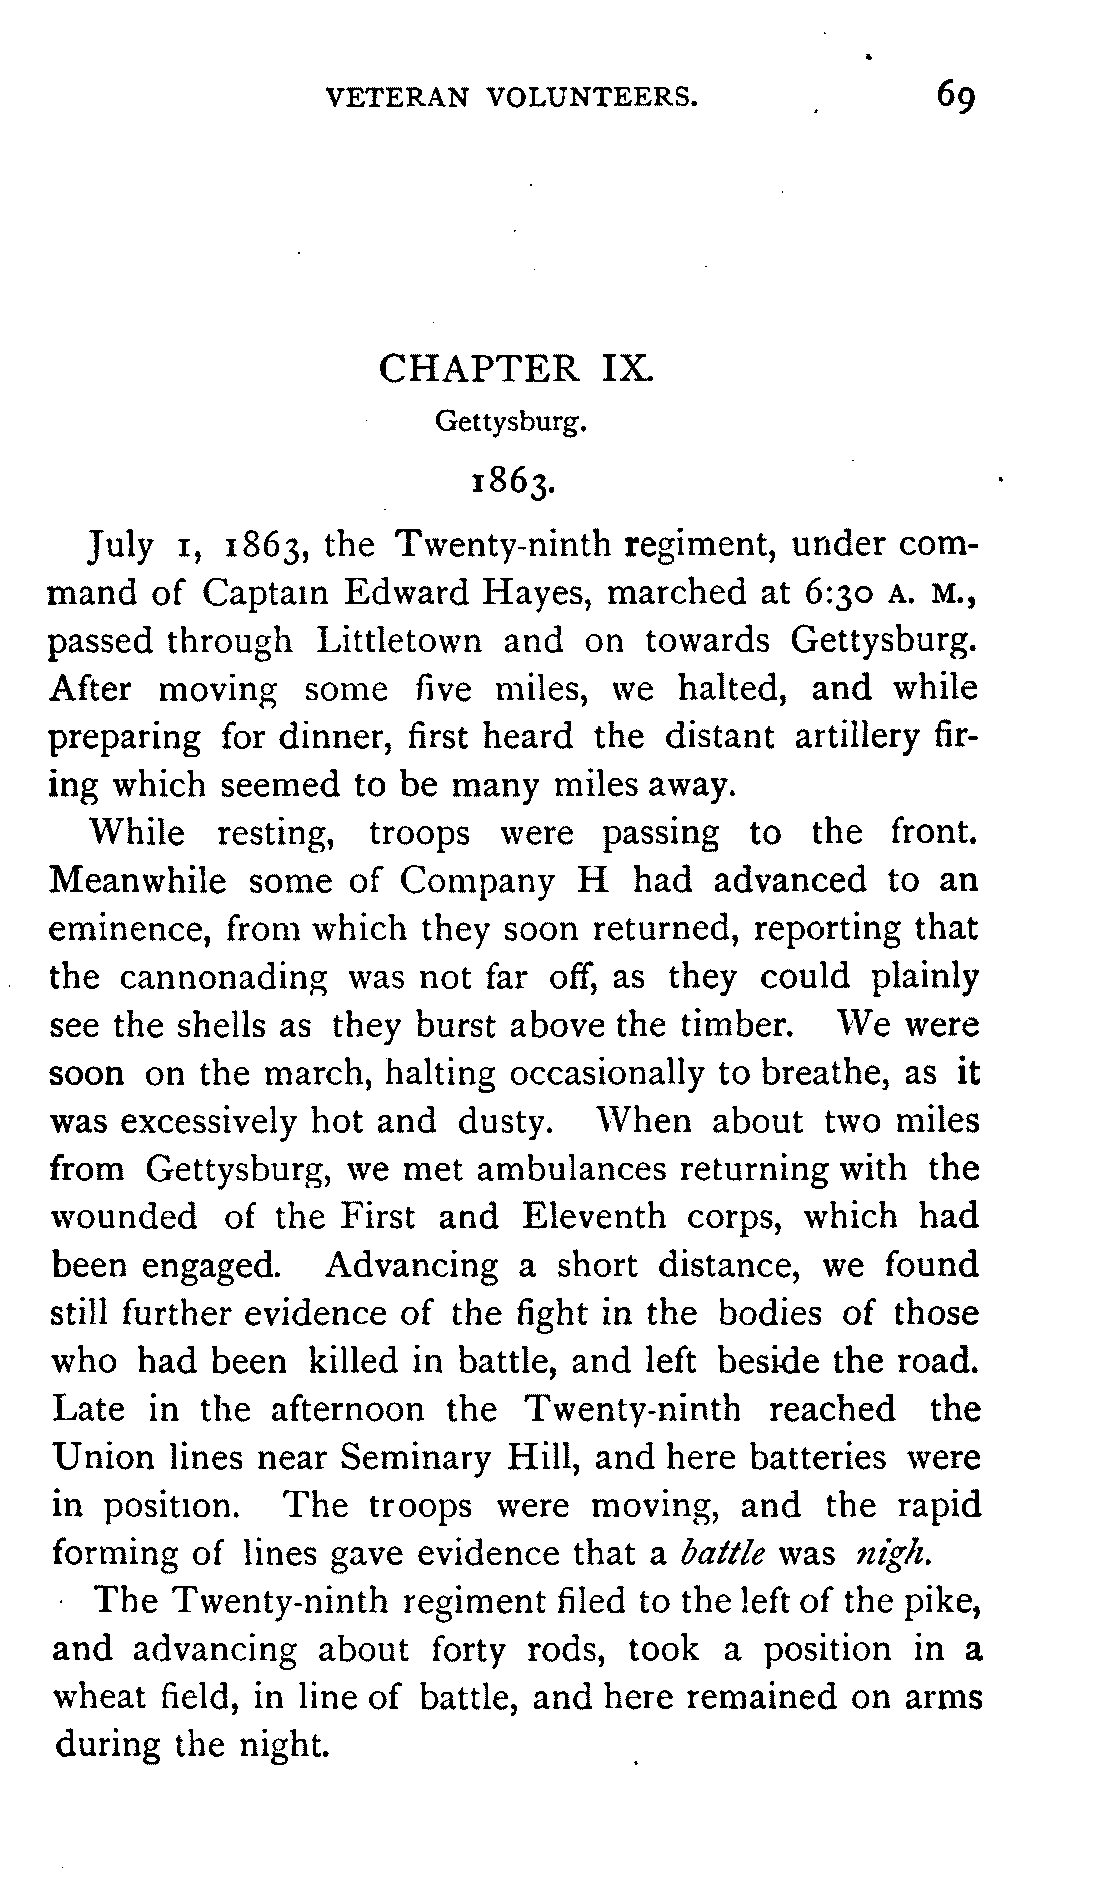 VETERAN VOLUNTEERS. 69
CHAPTER IX.
Gettysburg.
1863.
July 1, 1863, the Twenty-ninth regiment, under com-
mand of Captain Edward Hayes, marched at 6:30 A. M.,
passed through Littletown and on towards Gettysburg.
After moving some five miles, we halted, and while
preparing for dinner, first heard the distant artillery fir-
ing which seemed to be many miles away.
While resting, troops were passing to the front.
Meanwhile some of Company H had advanced to an
eminence, from which they soon returned, reporting that
the cannonading was not far off, as they could plainly
see the shells as they burst above the timber. We were
soon on the march, halting occasionally to breathe, as it
was excessively hot and dusty. When about two miles
from Gettysburg, we met ambulances returning with the
wounded of the First and Eleventh corps, which had
been engaged. Advancing a short distance, we found
still further evidence of the fight in the bodies of those
who had been killed in battle, and left beside the road.
Late in the afternoon the Twenty-ninth reached the
Union lines near Seminary Hill, and here batteries were
in position. The troops were moving, and the rapid
forming of lines gave evidence that a battle was nigh.
The Twenty-ninth regiment filed to the left of the pike,
and advancing about forty rods, took a position in a
wheat field, in line of battle, and here remained on arms
during the night.